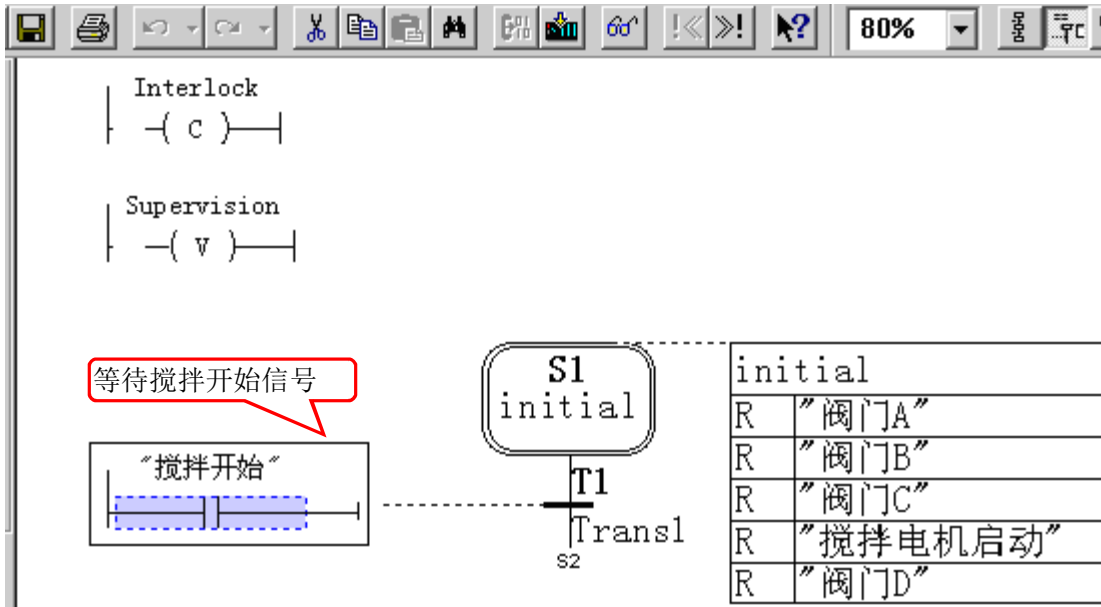 80%
Interlock
( C )
Supervision
( V )
等待搅拌开始信号
"搅拌开始"
S1
initial
T1
Trans1
S2
initial
R "阀门A"
R "阀门B"
R "阀门C"
R "搅拌电机启动"
R "阀门D"